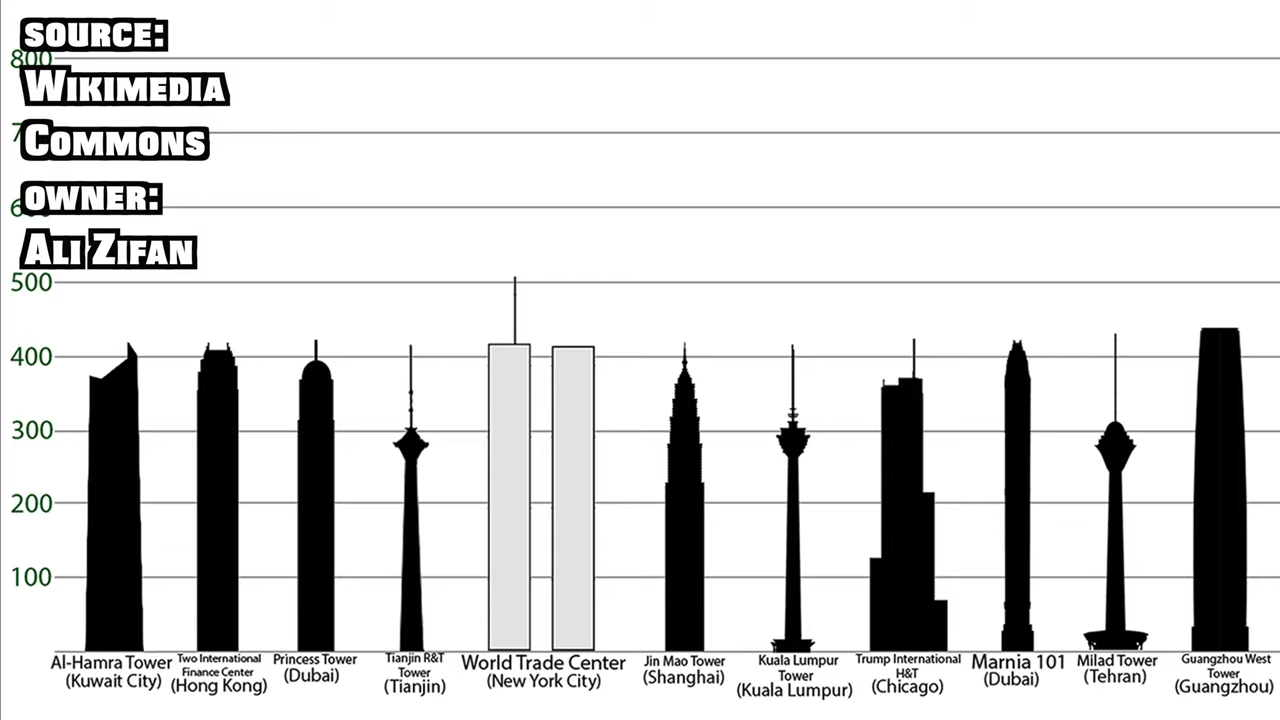 SOURCE:
800
WIKIMEDIA
COMMONS
OWNER:
ALI ZIFAN
500
400
300
200
100
Al-Hamra Tower
(Kuwait City)
Two International
Finance Center
(Hong Kong)
Princess Tower
(Dubai)
Tianjin R&T
Tower
(Tianjin)
World Trade Center
(New York City)
Jin Mao Tower
(Shanghai)
Kuala Lumpur
Tower
(Kuala Lumpur)
Trump International
H&T
(Chicago)
Marnia 101
(Dubai)
Milad Tower
(Tehran)
Guangzhou West
Tower
(Guangzhou)